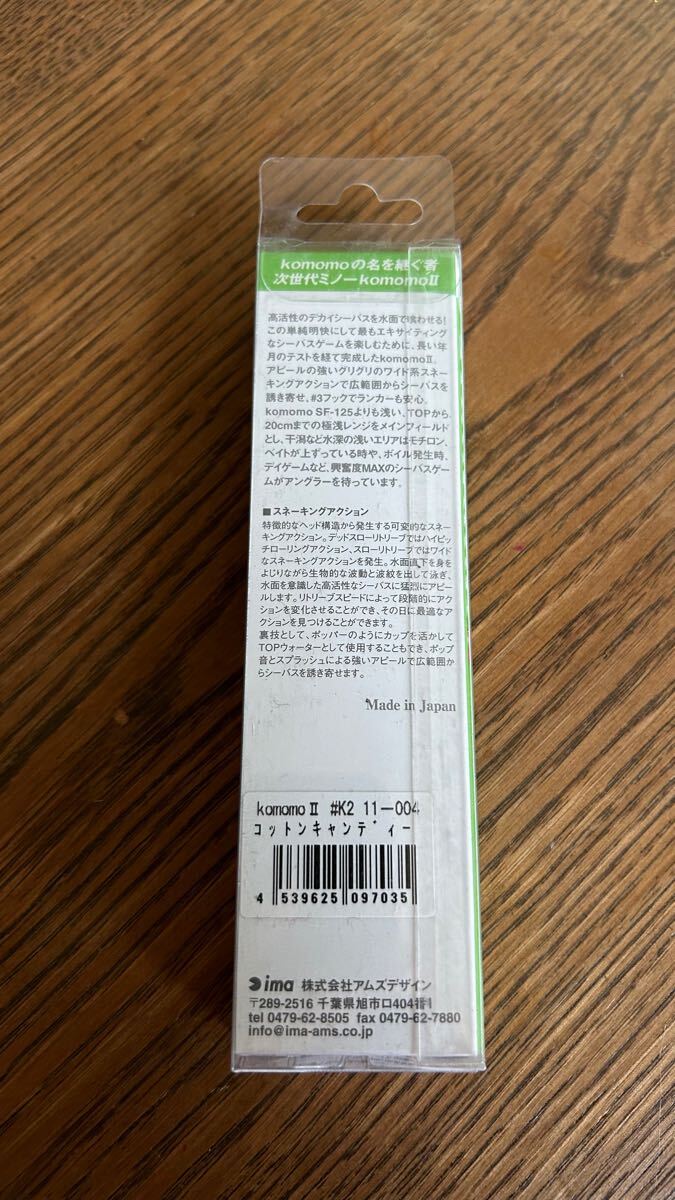 komomoの名を継ぐ者
次世代ミノーkomomoⅡ
高活性のデカイシーバスを水面で喰わせる!
この単純明快にして最もエキサイティング
なシーバスゲームを楽しむために、長い年
月のテストを経て完成したkomomoⅡ。
アピールの強いグリグリのワイド系スネー
キングアクションで広範囲からシーバスを
誘き寄せ、#3フックでランカーも安心。
komomo SF-125よりも浅い、TOPから
20cmまでの極浅レンジをメインフィールド
とし、干潟など水深の浅いエリアはモチロン、
ベイトが上ずっている時や、ボイル発生時、
デイゲームなど、興奮度MAXのシーバスゲー
ムがアングラーを待っています。
■スネーキングアクション
特徴的なヘッド構造から発生する可変的なスネー
キングアクション。デッドスローリトリーブではハイピッ
チローリングアクション、スローリトリーブではワイド
なスネーキングアクションを発生。水面直下を身を
よじりながら生物的な波動と波紋を出して泳ぎ、
水面を意識した高活性なシーバスに猛烈にアピー
ルします。リトリーブスピードによって段階的にアク
ションを変化させることができ、その日に最適なア
クションを見つけることができます。
裏技として、ポッパーのようにカップを活かして
TOPウォーターとして使用することもでき、ポップ
音とスプラッシュによる強いアピールで広範囲か
らシーバスを誘き寄せます。
Made in Japan
komomoⅡ #K2 11-004
コットンキャンディー
4 539625 097035
ima 株式会社アムズデザイン
〒289-2516 千葉県旭市ロ404番1
tel 0479-62-8505 fax 0479-62-7880
info@ima-ams.co.jp